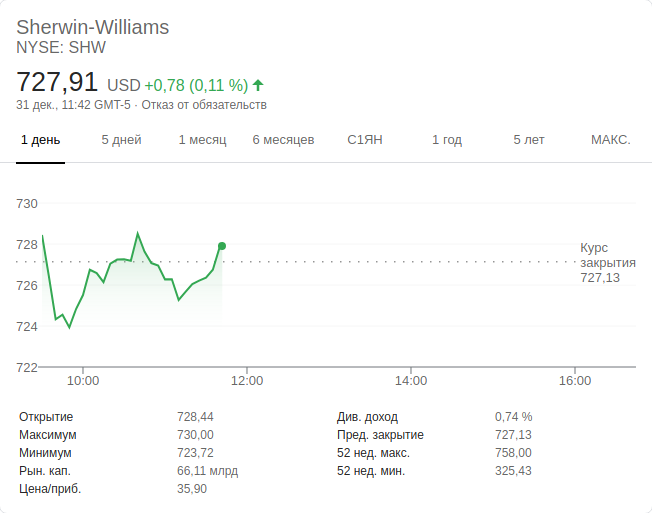 Sherwin-Williams
NYSE: SHW
727,91 USD +0,78 (0,11 %)
31 дек., 11:42 GMT-5 · Отказ от обязательств
1 день 5 дней 1 месяц 6 месяцев С1ЯН 1 год 5 лет МАКС.
730
728
726
724
722
Курс
закрытия
727,13
10:00 12:00 14:00 16:00
Открытие 728,44 Див. доход 0,74 %
Максимум 730,00 Пред. закрытие 727,13
Минимум 723,72 52 нед. макс. 758,00
Рын. кап. 66,11 млрд 52 нед. мин. 325,43
Цена/приб. 35,90